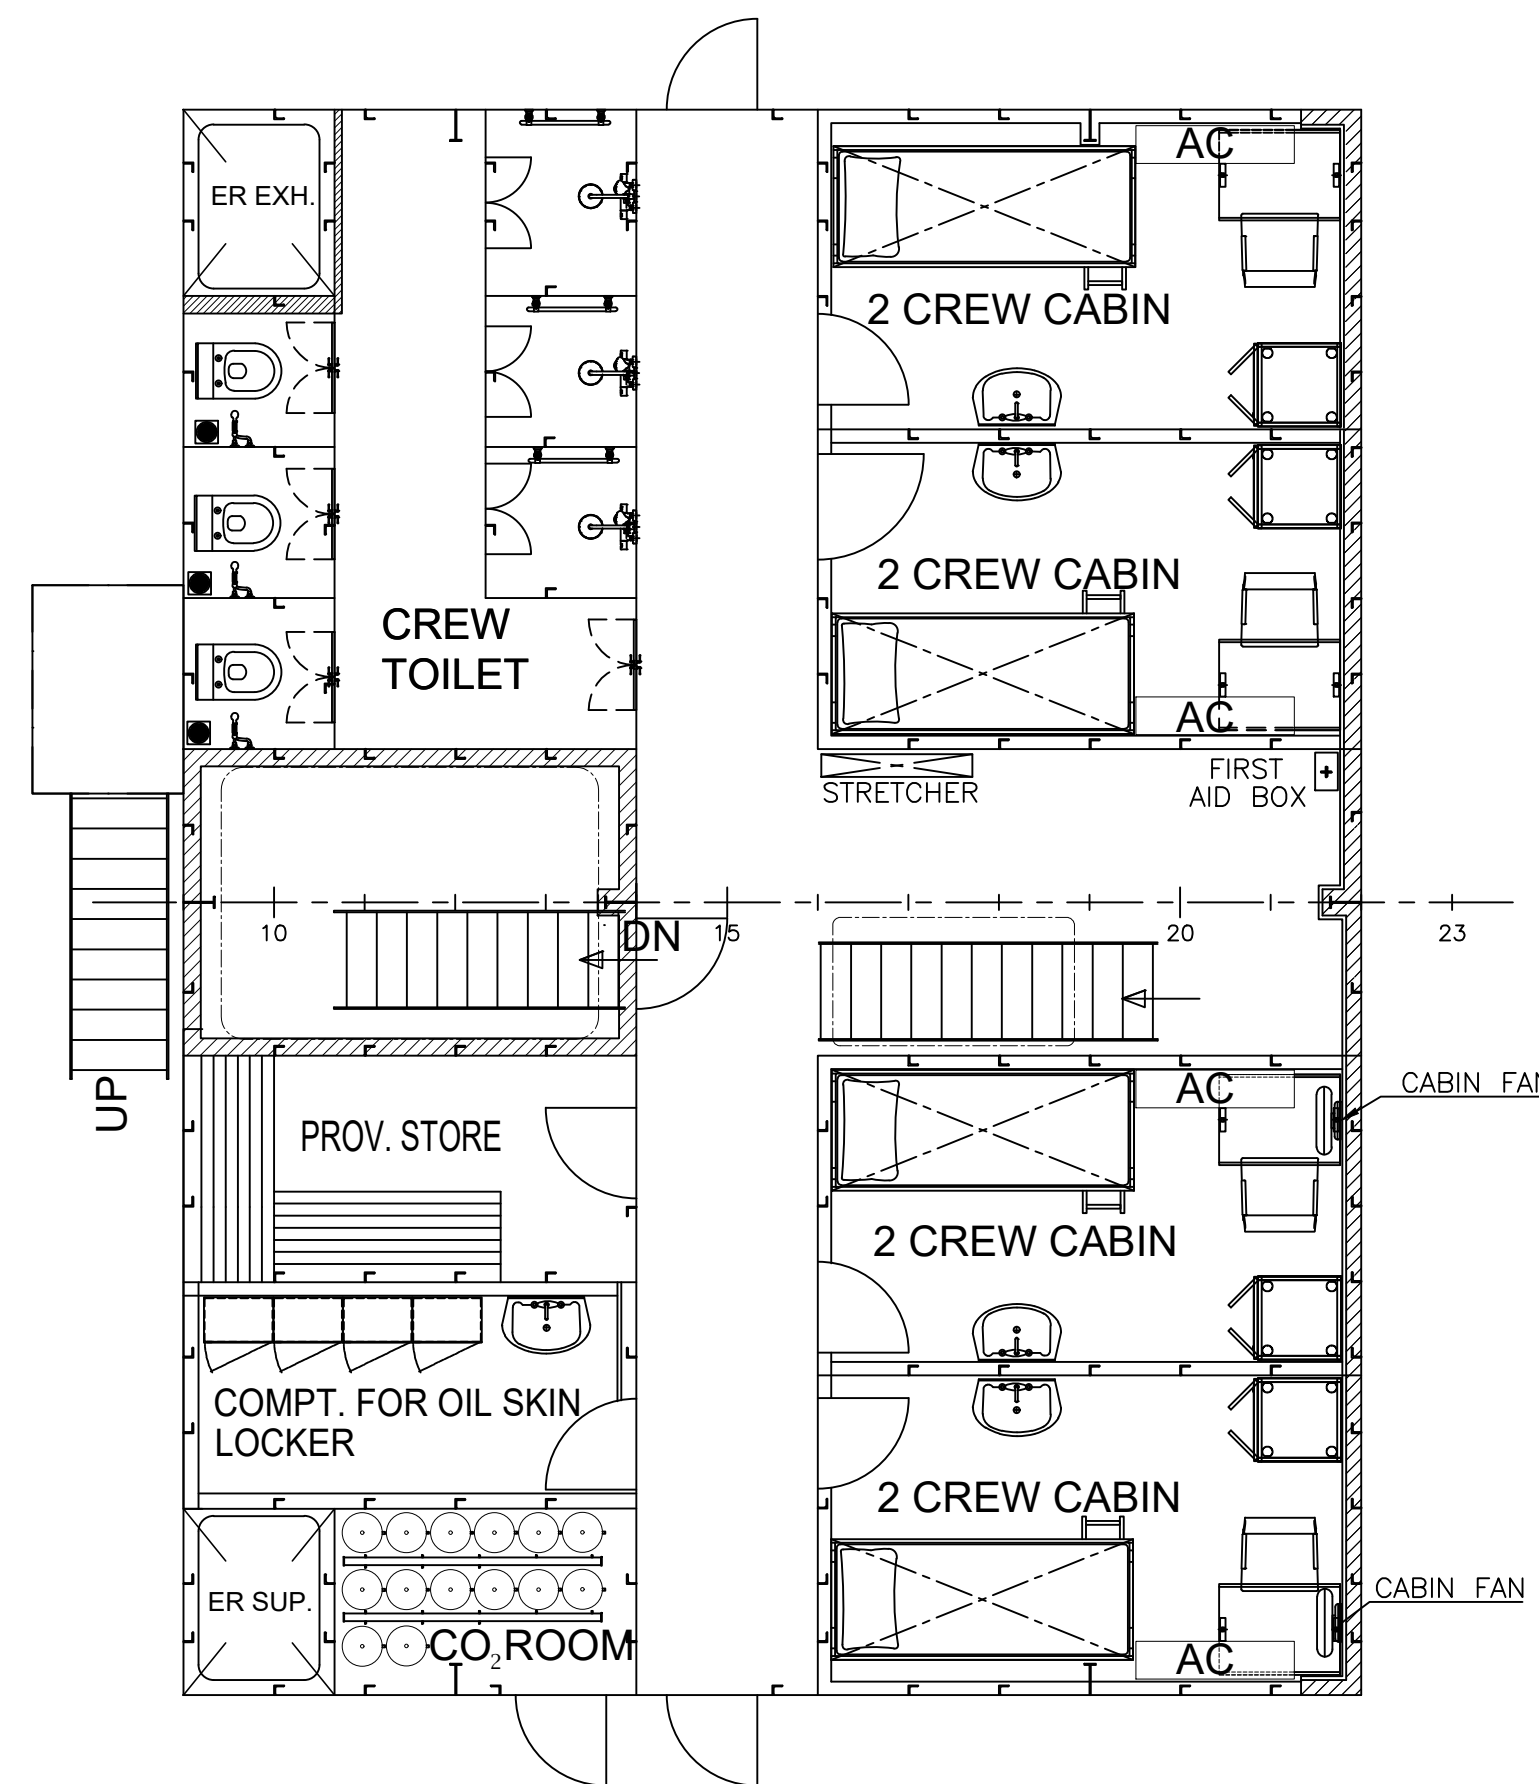 AC
ER EXH.
2 CREW CABIN
2 CREW CABIN
CREW
TOILET
AC
STRETCHER
FIRST
AID BOX
10
DN
15
20
23
UP
AC
CABIN FAN
PROV. STORE
2 CREW CABIN
COMPT. FOR OIL SKIN
LOCKER
2 CREW CABIN
CABIN FAN
ER SUP.
CO₂ ROOM
AC